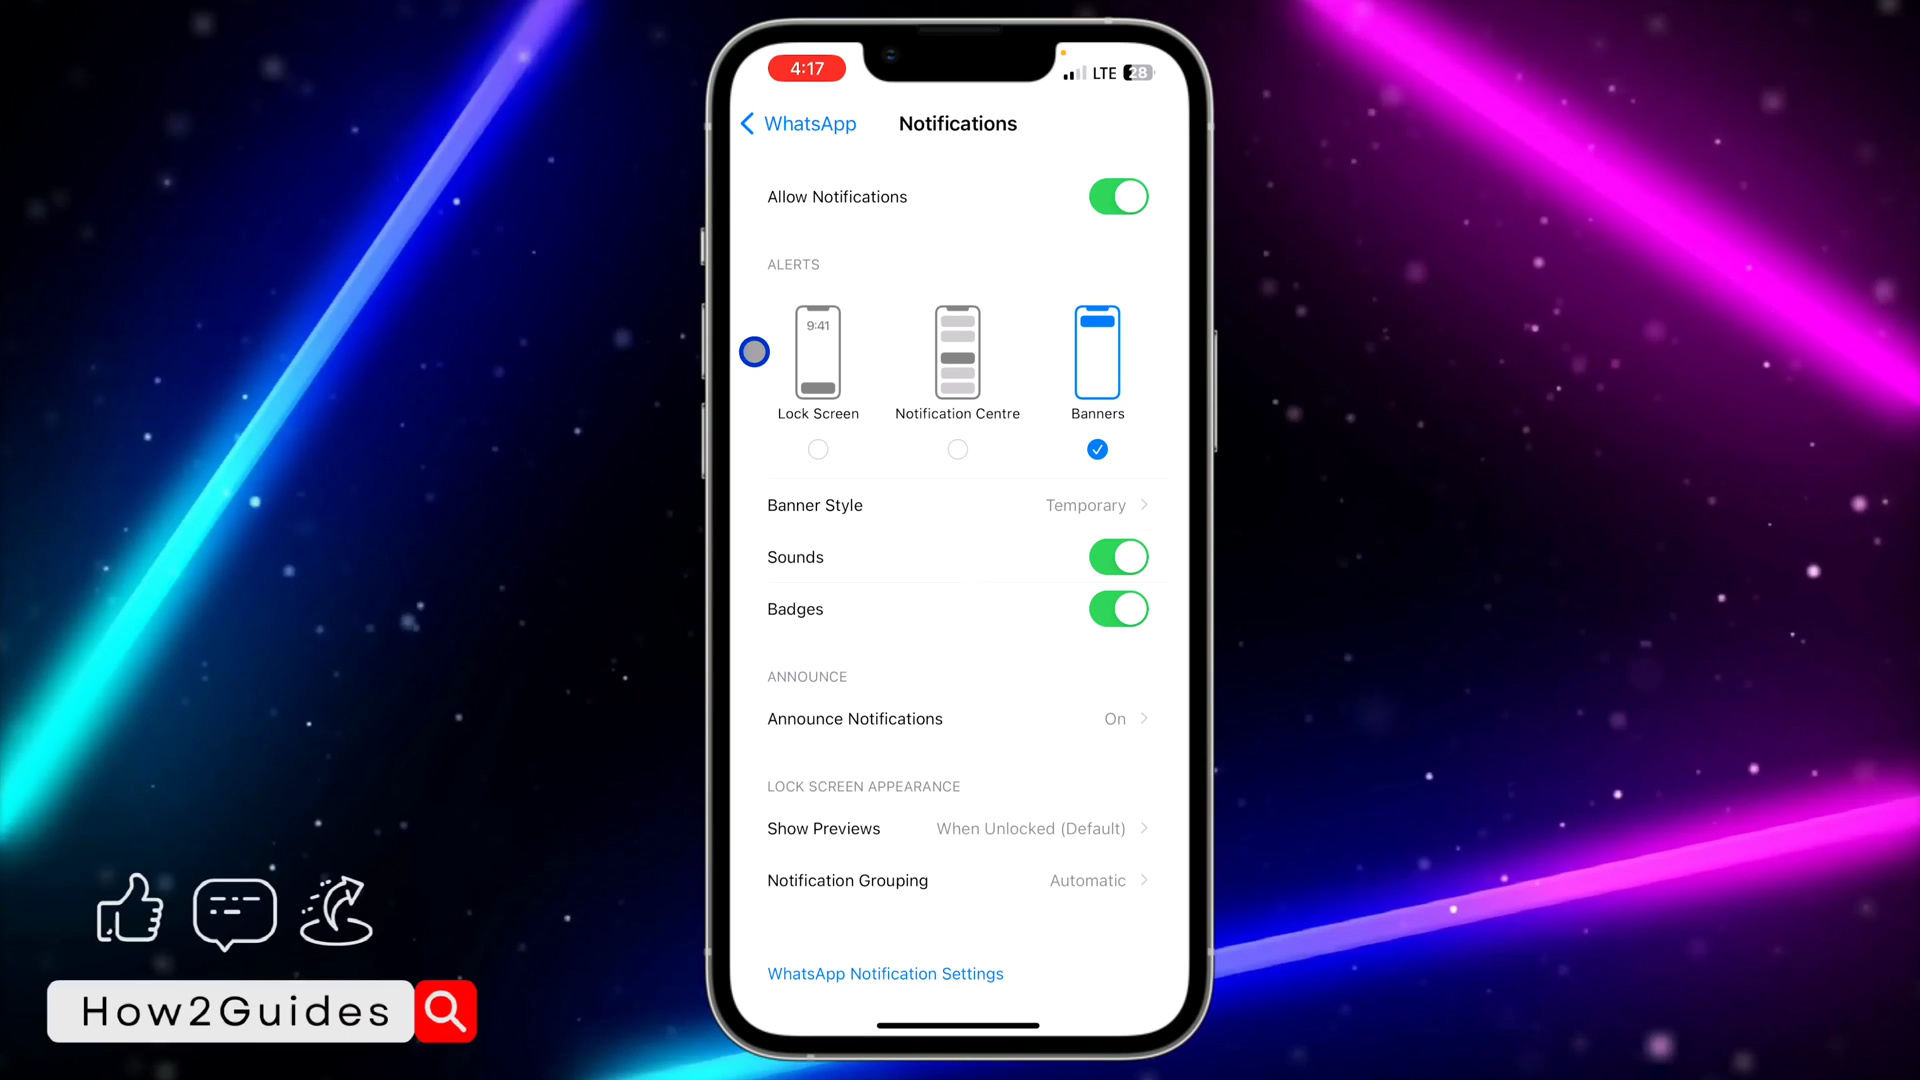 4:17
LTE 28
WhatsApp Notifications
Allow Notifications
ALERTS
9:41
Lock Screen Notification Centre Banners
Banner Style Temporary
Sounds
Badges
ANNOUNCE
Announce Notifications On
LOCK SCREEN APPEARANCE
Show Previews When Unlocked (Default)
Notification Grouping Automatic
WhatsApp Notification Settings
How2Guides